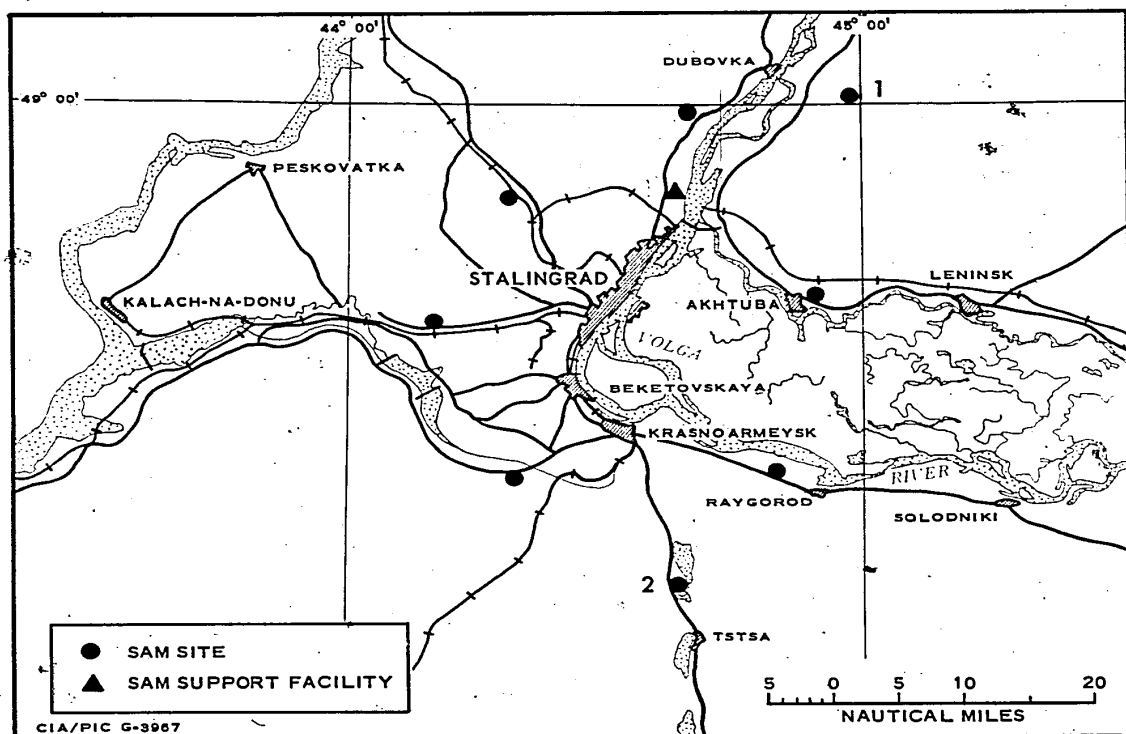 44° 00'
45° 00'
DUBOVKA
49° 00'
1
PESKOVATKA
STALINGRAD
LENINSK
KALACH-NA-DONU
AKHTUBA
VOLGA
BEKETOVSKAYA
KRASNOARMEYSK
RIVER
RAYGOROD
SOLODNIKI
2
TSTSA
SAM SITE
SAM SUPPORT FACILITY
5 0 5 10 20
NAUTICAL MILES
CIA/PIC G-3967